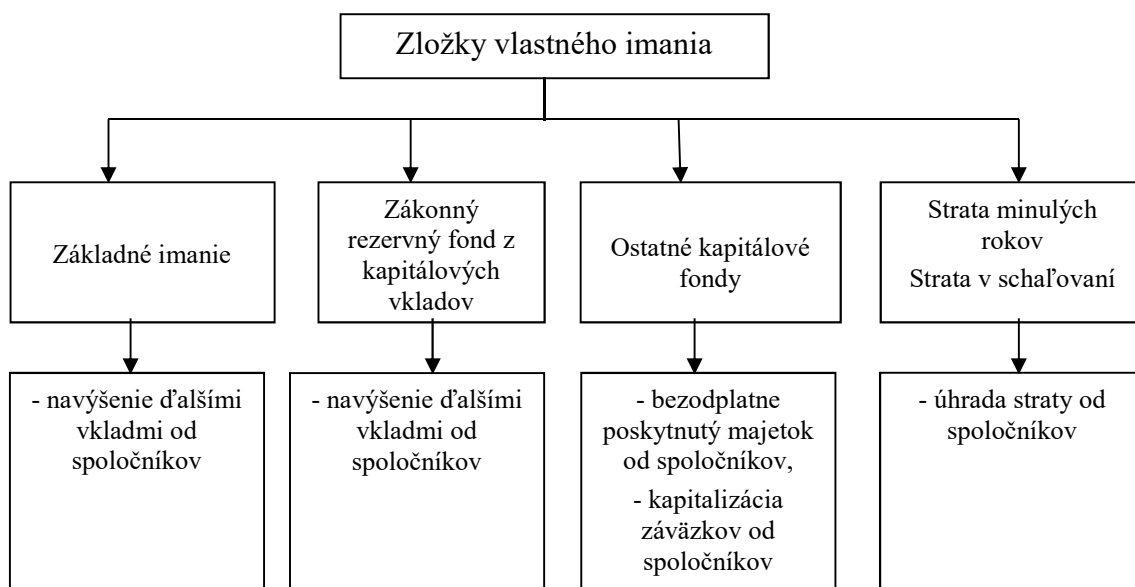 Zložky vlastného imania
Základné imanie
Zákonný
rezervný fond z
kapitálových
vkladov
Ostatné kapitálové
fondy
Strata minulých
rokov
Strata v schaľovaní
- navýšenie ďalšími
vkladmi od
spoločníkov
- navýšenie ďalšími
vkladmi od
spoločníkov
- bezodplatne
poskytnutý majetok
od spoločníkov,
- kapitalizácia
záväzkov od
spoločníkov
- úhrada straty od
spoločníkov